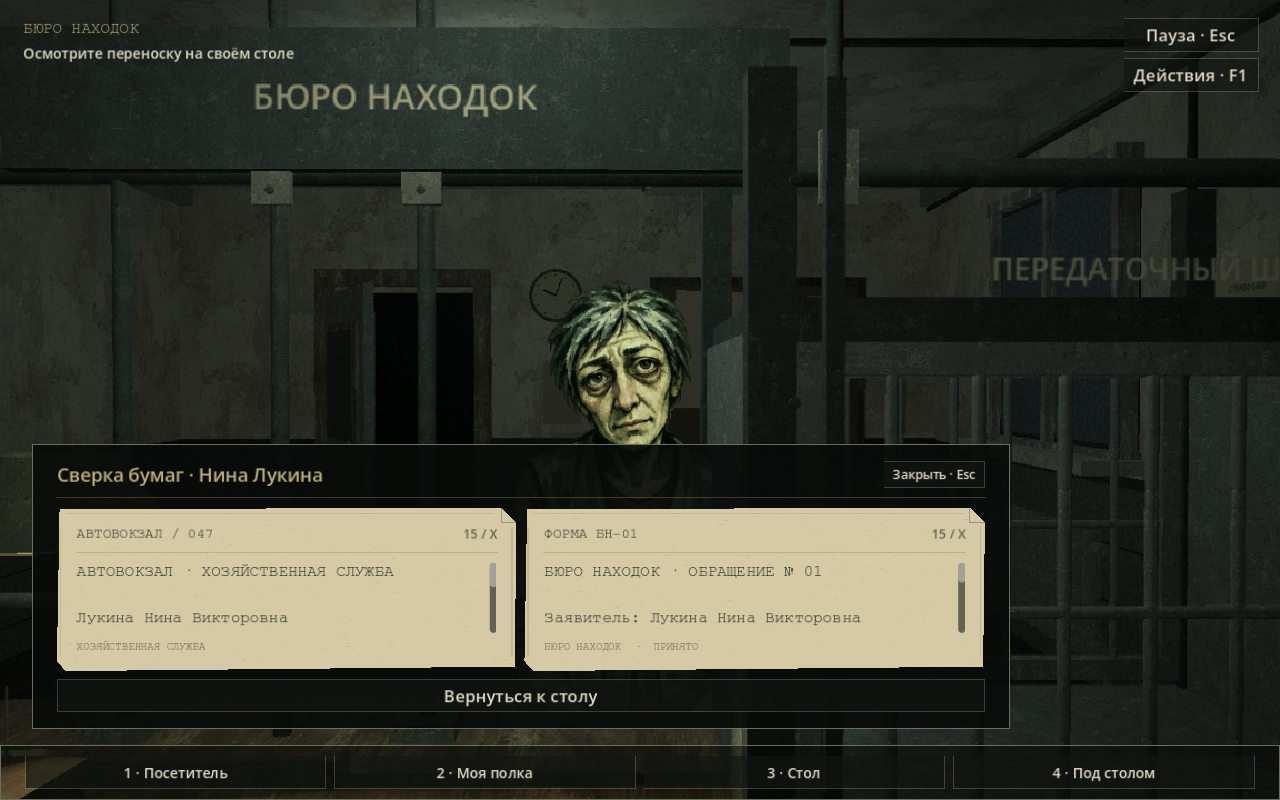 БЮРО НАХОДОК
Осмотрите переноску на своём столе
Пауза · Esc
Действия · F1
БЮРО НАХОДОК
ПЕРЕДАТОЧНЫЙ
Сверка бумаг · Нина Лукина
Закрыть · Esc
АВТОВОКЗАЛ / 047
15 / X
АВТОВОКЗАЛ · ХОЗЯЙСТВЕННАЯ СЛУЖБА
Лукина Нина Викторовна
ХОЗЯЙСТВЕННАЯ СЛУЖБА
ФОРМА БН-01
15 / X
БЮРО НАХОДОК · ОБРАЩЕНИЕ № 01
Заявитель: Лукина Нина Викторовна
БЮРО НАХОДОК · ПРИНЯТО
Вернуться к столу
1 · Посетитель
2 · Моя полка
3 · Стол
4 · Под столом